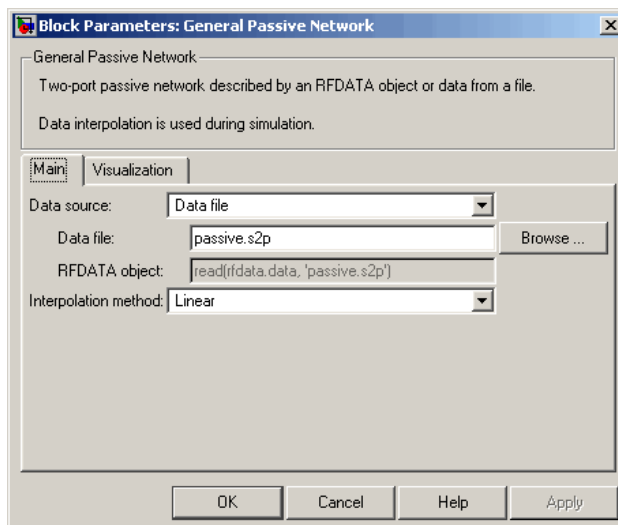 Block Parameters: General Passive Network
General Passive Network
Two-port passive network described by an RFDATA object or data from a file.
Data interpolation is used during simulation.
Main Visualization
Data source: Data file
Data file: passive.s2p Browse ...
RFDATA object: read(rfdata.data, 'passive.s2p')
Interpolation method: Linear
OK Cancel Help Apply